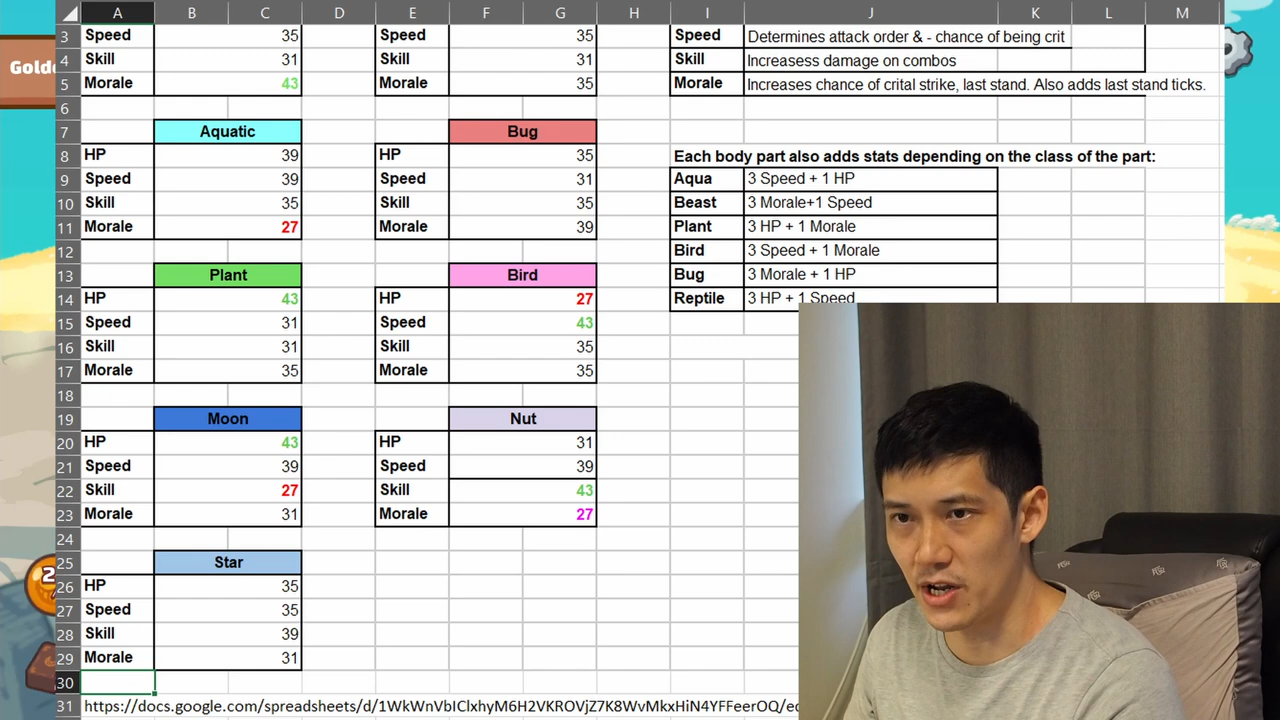 A B C D E F G H I J K L M
3 Speed 35 Speed 35 Speed Determines attack order & - chance of being crit
4 Skill 31 Skill 31 Skill Increasess damage on combos
5 Morale 43 Morale 35 Morale Increases chance of crital strike, last stand. Also adds last stand ticks.
6
7 Aquatic Bug
8 HP 39 HP 35 Each body part also adds stats depending on the class of the part:
9 Speed 39 Speed 31 Aqua 3 Speed + 1 HP
10 Skill 35 Skill 35 Beast 3 Morale+1 Speed
11 Morale 27 Morale 39 Plant 3 HP + 1 Morale
12 Bird 3 Speed + 1 Morale
13 Plant Bird Bug 3 Morale + 1 HP
14 HP 43 HP 27 Reptile 3 HP + 1 Speed
15 Speed 31 Speed 43
16 Skill 31 Skill 35
17 Morale 35 Morale 35
18
19 Moon Nut
20 HP 43 HP 31
21 Speed 39 Speed 39
22 Skill 27 Skill 43
23 Morale 31 Morale 27
24
25 Star
26 HP 35
27 Speed 35
28 Skill 39
29 Morale 31
30
31
Golde
2